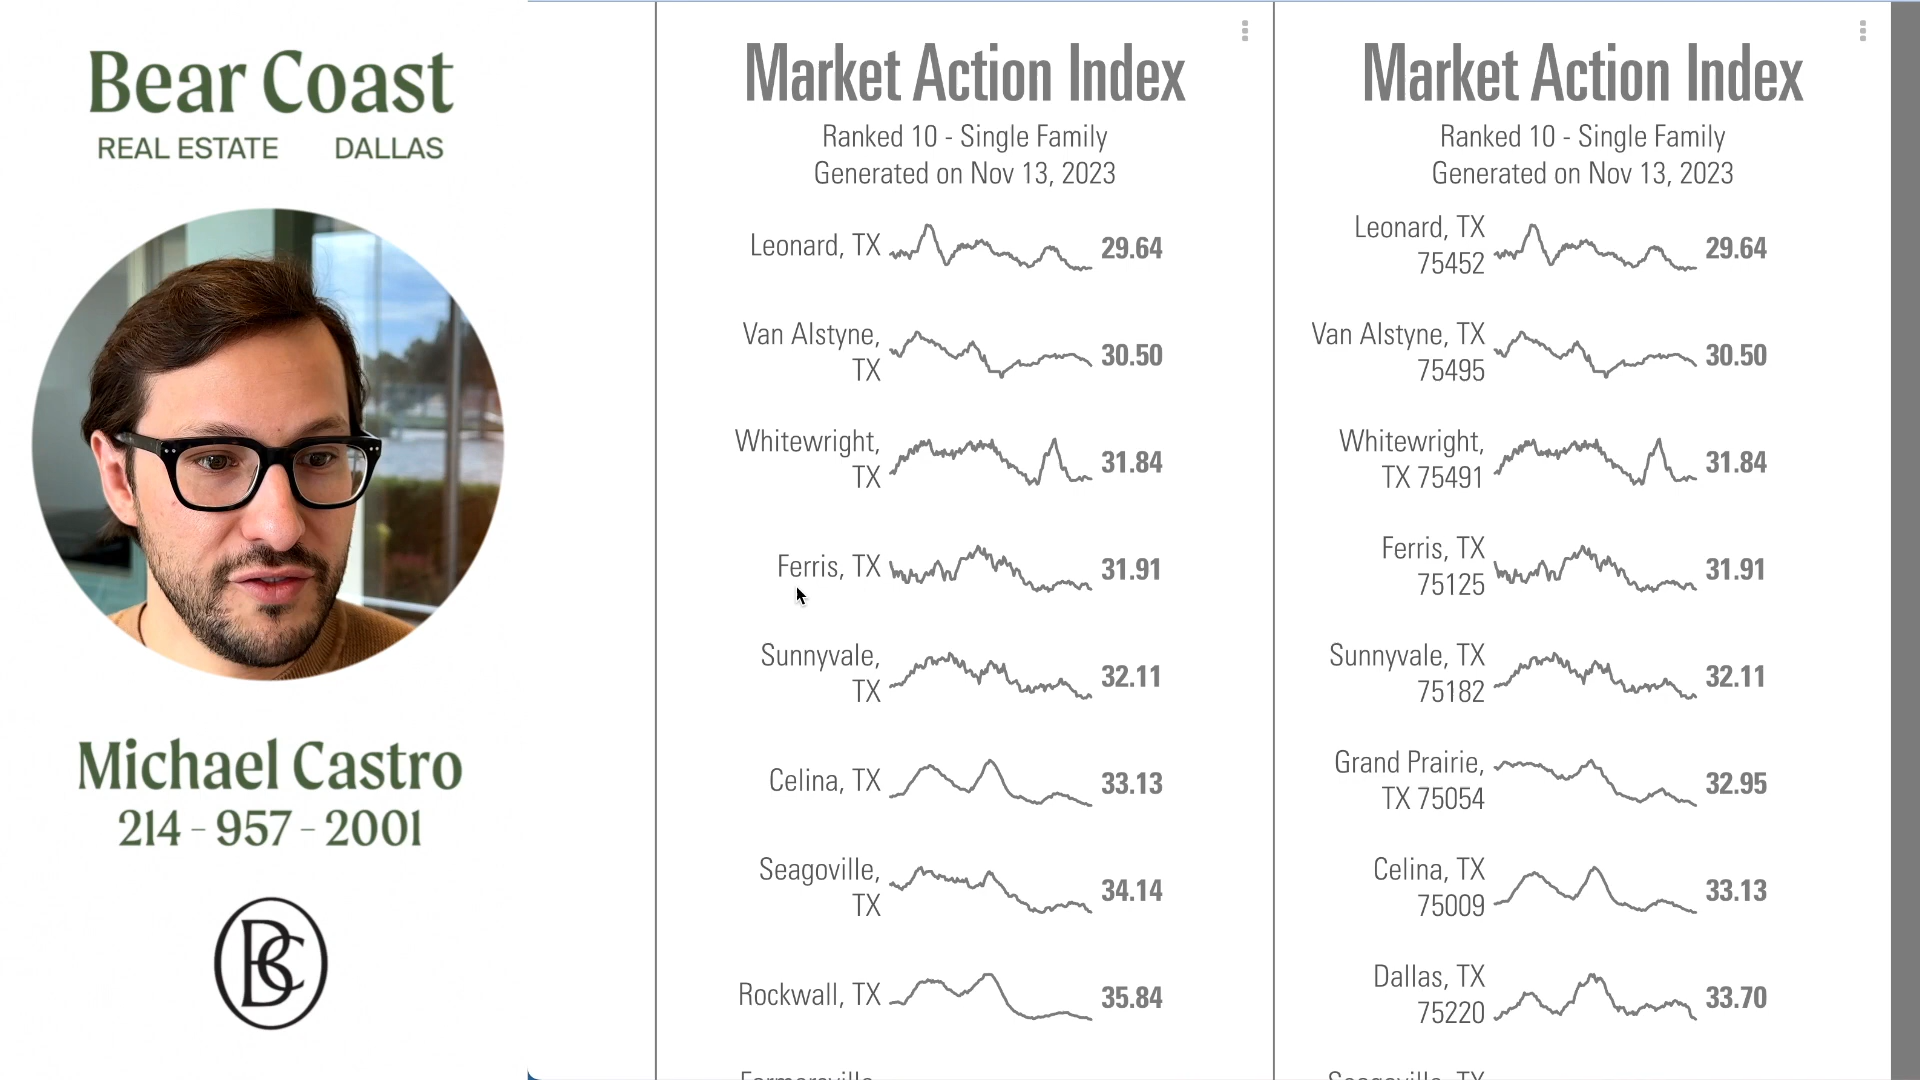 Bear Coast
REAL ESTATE DALLAS
Michael Castro
214 - 957 - 2001
BC
Market Action Index
Ranked 10 - Single Family
Generated on Nov 13, 2023
Leonard, TX 29.64
Van Alstyne,
TX 30.50
Whitewright,
TX 31.84
Ferris, TX 31.91
Sunnyvale,
TX 32.11
Celina, TX 33.13
Seagoville,
TX 34.14
Rockwall, TX 35.84
Market Action Index
Ranked 10 - Single Family
Generated on Nov 13, 2023
Leonard, TX
75452 29.64
Van Alstyne, TX
75495 30.50
Whitewright,
TX 75491 31.84
Ferris, TX
75125 31.91
Sunnyvale, TX
75182 32.11
Grand Prairie,
TX 75054 32.95
Celina, TX
75009 33.13
Dallas, TX
75220 33.70